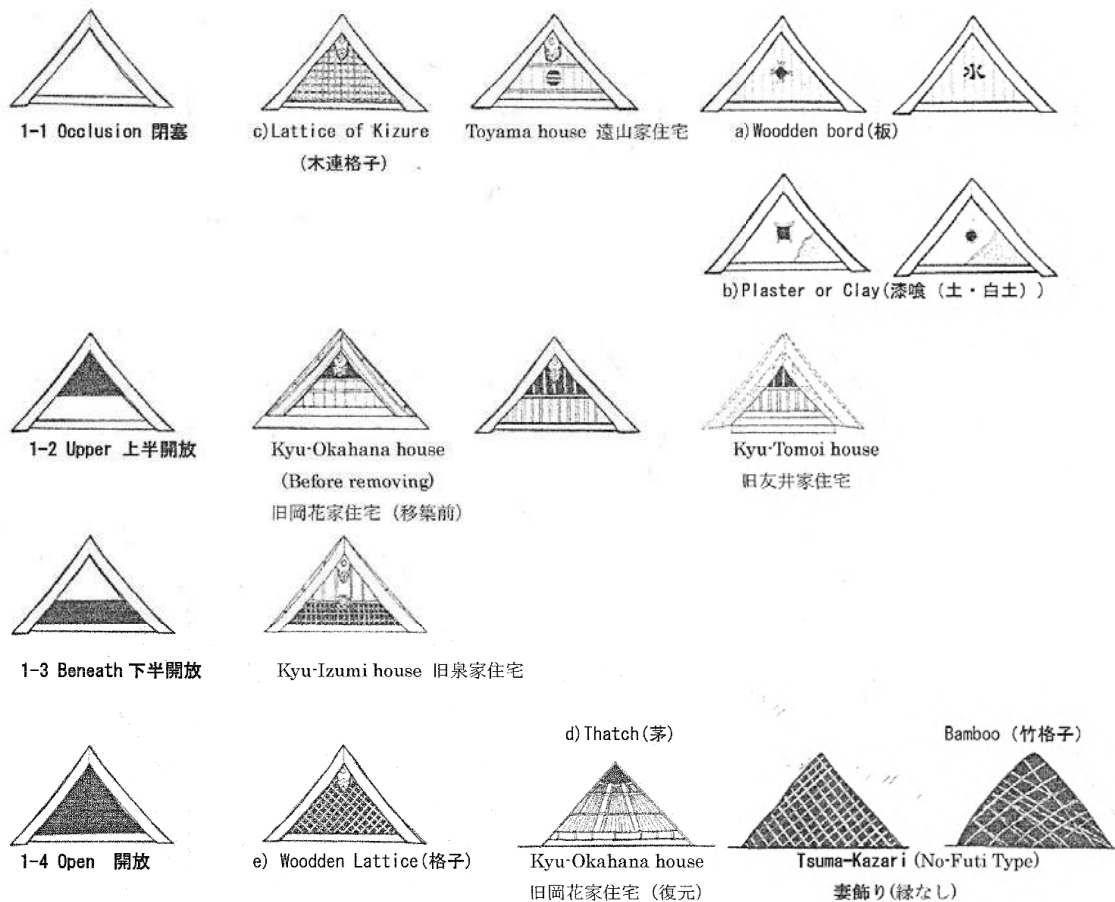 水
1-1 Occlusion 閉塞
c)Lattice of Kizure
(木連格子)
Toyama house 遠山家住宅
a)Woodden bord(板)
b)Plaster or Clay(漆喰（土・白土）)
1-2 Upper 上半開放
Kyu-Okahana house
(Before removing)
旧岡花家住宅（移築前）
Kyu-Tomoi house
旧友井家住宅
1-3 Beneath 下半開放
Kyu-Izumi house 旧泉家住宅
d)Thatch(茅)
Bamboo（竹格子）
1-4 Open 開放
e) Woodden Lattice(格子)
Kyu-Okahana house
旧岡花家住宅（復元）
Tsuma-Kazari (No-Futi Type)
妻飾り(縁なし)